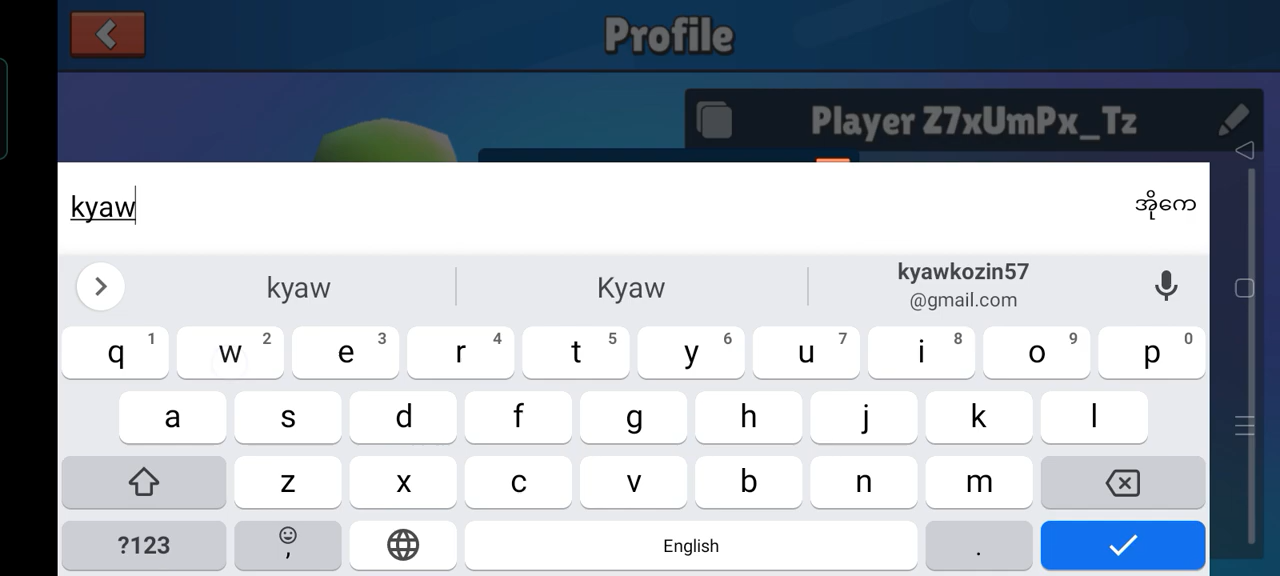 Profile
Player Z7xUmPx_Tz
kyaw
အိုကေ
kyaw Kyaw kyawkozin57
@gmail.com
q 1 w 2 e 3 r 4 t 5 y 6 u 7 i 8 o 9 p 0
a s d f g h j k l
z x c v b n m
?123 , English .